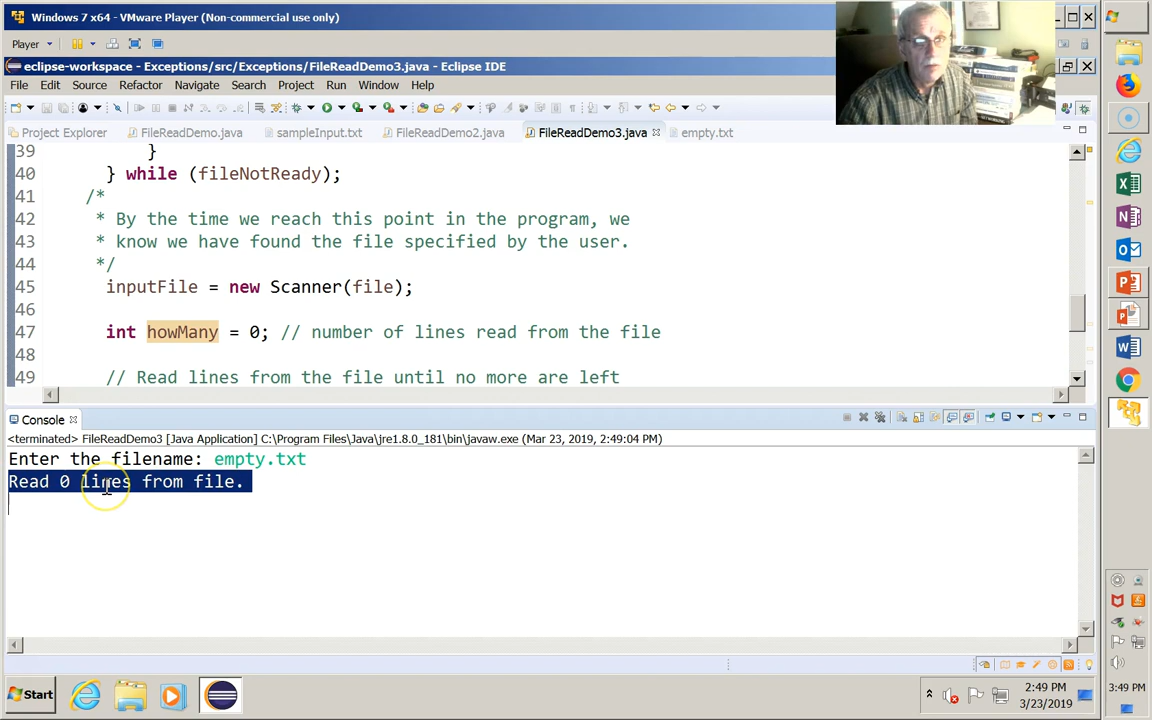 Windows 7 x64 - VMware Player (Non-commercial use only)
Player
eclipse-workspace - Exceptions/src/Exceptions/FileReadDemo3.java - Eclipse IDE
File Edit Source Refactor Navigate Search Project Run Window Help
Project Explorer FileReadDemo.java sampleInput.txt FileReadDemo2.java FileReadDemo3.java empty.txt
39 }
40 } while (fileNotReady);
41 /*
42 * By the time we reach this point in the program, we
43 * know we have found the file specified by the user.
44 */
45 inputFile = new Scanner(file);
46
47 int howMany = 0; // number of lines read from the file
48
49 // Read lines from the file until no more are left
Console
<terminated> FileReadDemo3 [Java Application] C:\Program Files\Java\jre1.8.0_181\bin\javaw.exe (Mar 23, 2019, 2:49:04 PM)
Enter the filename: empty.txt
Read 0 lines from file.
Start
2:49 PM
3/23/2019
3:49 PM